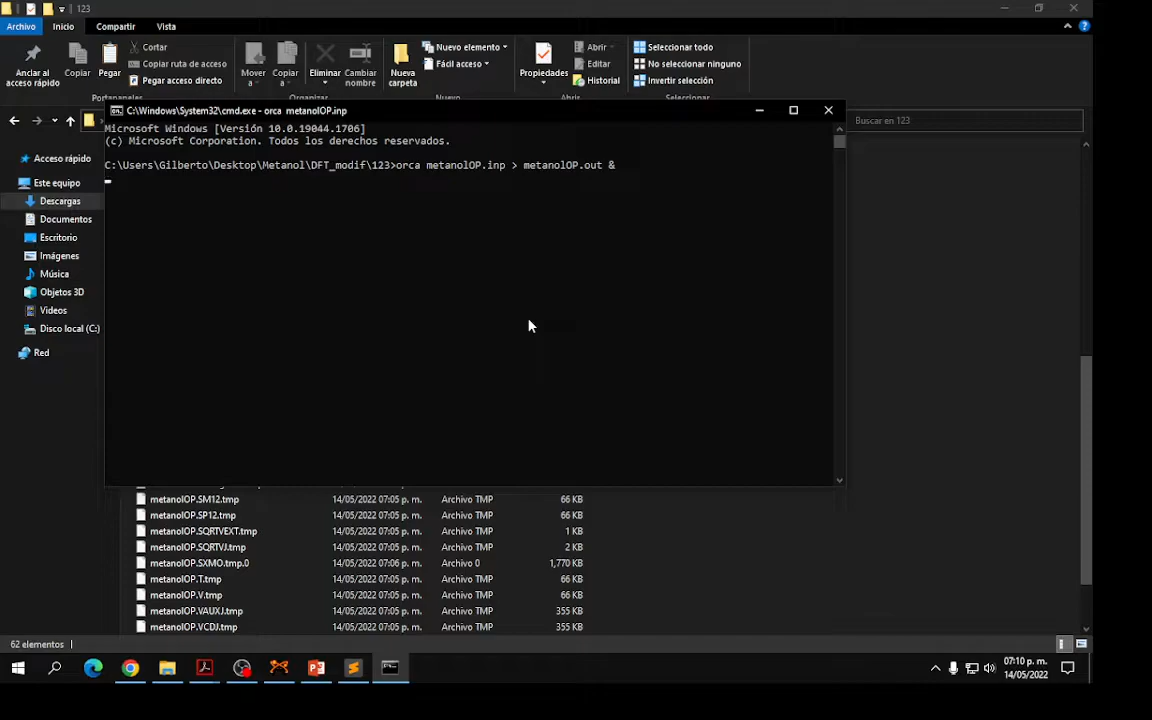 123
Archivo Inicio Compartir Vista
Anclar al acceso rápido
Copiar
Pegar
Cortar
Copiar ruta de acceso
Pegar acceso directo
Mover a
Copiar a
Eliminar
Cambiar nombre
Nueva carpeta
Nuevo elemento
Fácil acceso
Propiedades
Abrir
Editar
Historial
Seleccionar todo
No seleccionar ninguno
Invertir selección
Portapapeles Organizar Nuevo Abrir Seleccionar
Buscar en 123
C:\Windows\System32\cmd.exe - orca metanolOP.inp
Microsoft Windows [Versión 10.0.19044.1706]
(c) Microsoft Corporation. Todos los derechos reservados.
C:\Users\Gilberto\Desktop\Metanol\DFT_modif\123>orca metanolOP.inp > metanolOP.out &
Acceso rápido
Este equipo
Descargas
Documentos
Escritorio
Imágenes
Música
Objetos 3D
Videos
Disco local (C:)
Red
metanolOP.SM12.tmp 14/05/2022 07:05 p. m. Archivo TMP 66 KB
metanolOP.SP12.tmp 14/05/2022 07:05 p. m. Archivo TMP 66 KB
metanolOP.SQRTVEXT.tmp 14/05/2022 07:05 p. m. Archivo TMP 1 KB
metanolOP.SQRTVJ.tmp 14/05/2022 07:05 p. m. Archivo TMP 2 KB
metanolOP.SXMO.tmp.0 14/05/2022 07:06 p. m. Archivo 0 1,770 KB
metanolOP.T.tmp 14/05/2022 07:05 p. m. Archivo TMP 66 KB
metanolOP.V.tmp 14/05/2022 07:05 p. m. Archivo TMP 66 KB
metanolOP.VAUXJ.tmp 14/05/2022 07:05 p. m. Archivo TMP 355 KB
metanolOP.VCDJ.tmp 14/05/2022 07:05 p. m. Archivo TMP 355 KB
62 elementos
07:10 p. m.
14/05/2022